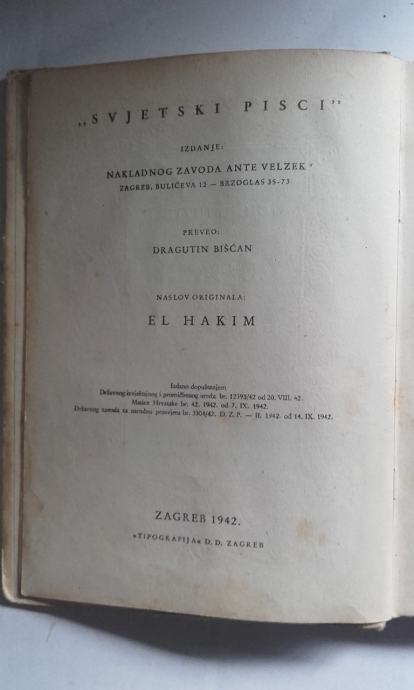 „SVJETSKI PISCI”
IZDANJE:
NAKLADNOG ZAVODA ANTE VELZEK
ZAGREB, BULIĆEVA 12 — BRZOGLAS 35-73
PREVEO:
DRAGUTIN BIŠĆAN
NASLOV ORIGINALA:
EL HAKIM
Izdano dopuštenjem
Državnog izvještajnog i promičbenog ureda br. 12393/42 od 20. VIII. 42.
Matice Hrvatske br. 42. 1942. od 7. IX. 1942.
Državnog zavoda za narodnu prosvjetu br. 3104/42. D. Z. P. — II. 1942. od 14. IX. 1942.
ZAGREB 1942.
»TIPOGRAFIJA« D. D. ZAGREB